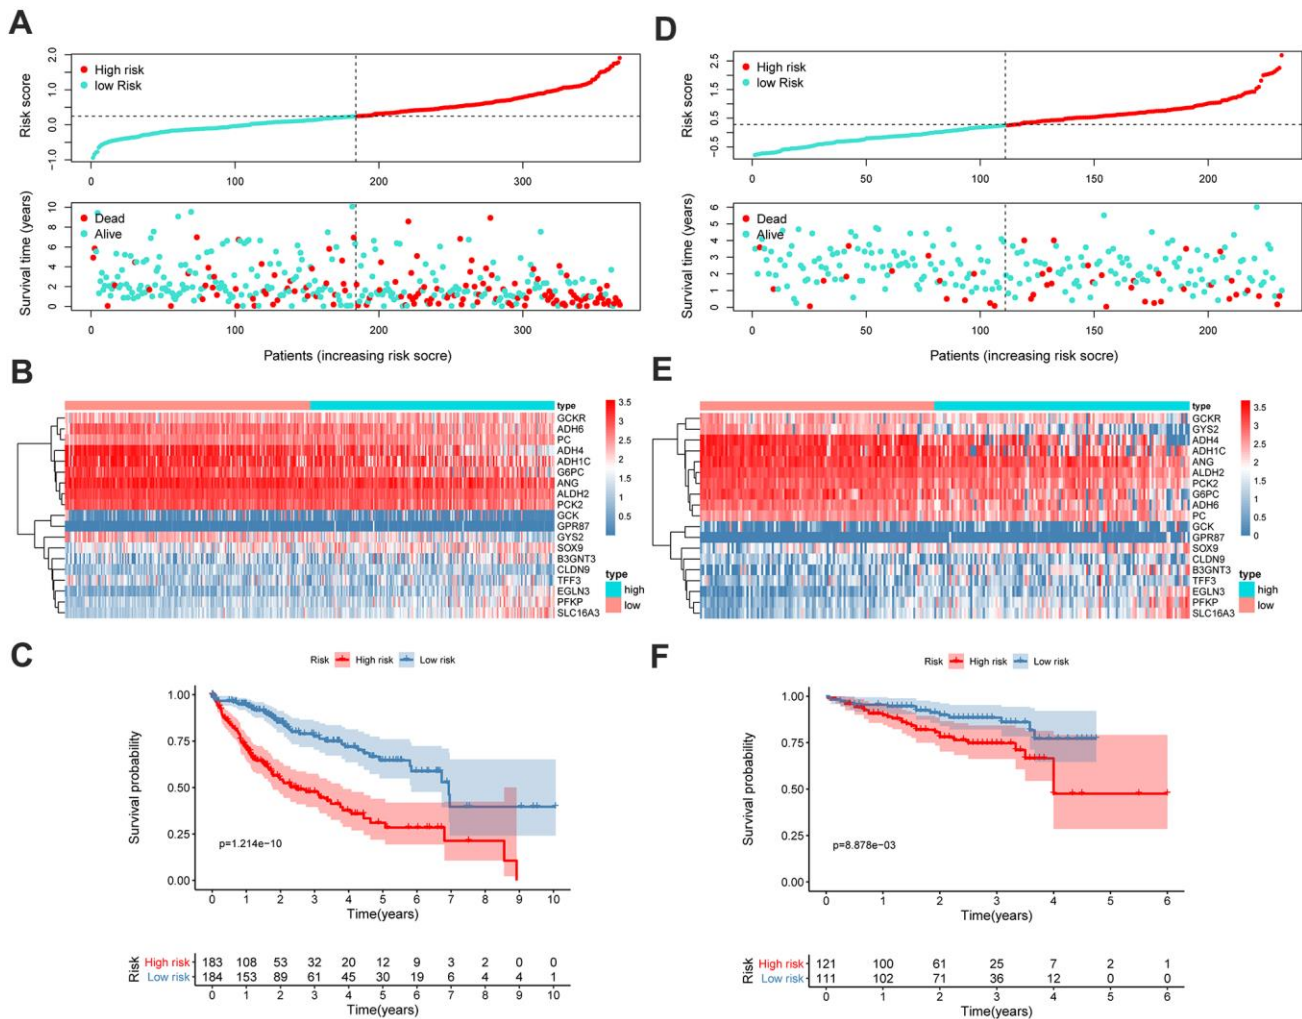 A
Risk score
2.0
1.0
0.0
−1.0
High risk
low Risk
0 100 200 300
Survival time (years)
10
8
6
4
2
0
Dead
Alive
0 100 200 300
Patients (increasing risk socre)
D
Risk score
2.5
1.5
0.5
−0.5
High risk
low Risk
0 50 100 150 200
Survival time (years)
6
5
4
3
2
1
0
Dead
Alive
0 50 100 150 200
Patients (increasing risk socre)
B
type
GCKR
ADH6
PC
ADH4
ADH1C
G6PC
ANG
ALDH2
PCK2
GCK
GPR87
GYS2
SOX9
B3GNT3
CLDN9
TFF3
EGLN3
PFKP
SLC16A3
3.5
3
2.5
2
1.5
1
0.5
type
high
low
E
type
GCKR
GYS2
ADH4
ADH1C
ANG
ALDH2
PCK2
G6PC
ADH6
PC
GCK
GPR87
SOX9
CLDN9
B3GNT3
TFF3
EGLN3
PFKP
SLC16A3
3.5
3
2.5
2
1.5
1
0.5
0
type
high
low
C
Risk High risk Low risk
Survival probability
1.00
0.75
0.50
0.25
0.00
p=1.214e−10
0 1 2 3 4 5 6 7 8 9 10
Time(years)
Risk
High risk 183 108 53 32 20 12 9 3 2 0 0
Low risk 184 153 89 61 45 30 19 6 4 4 1
0 1 2 3 4 5 6 7 8 9 10
Time(years)
F
Risk High risk Low risk
Survival probability
1.00
0.75
0.50
0.25
0.00
p=8.878e−03
0 1 2 3 4 5 6
Time(years)
Risk
High risk 121 100 61 25 7 2 1
Low risk 111 102 71 36 12 0 0
0 1 2 3 4 5 6
Time(years)